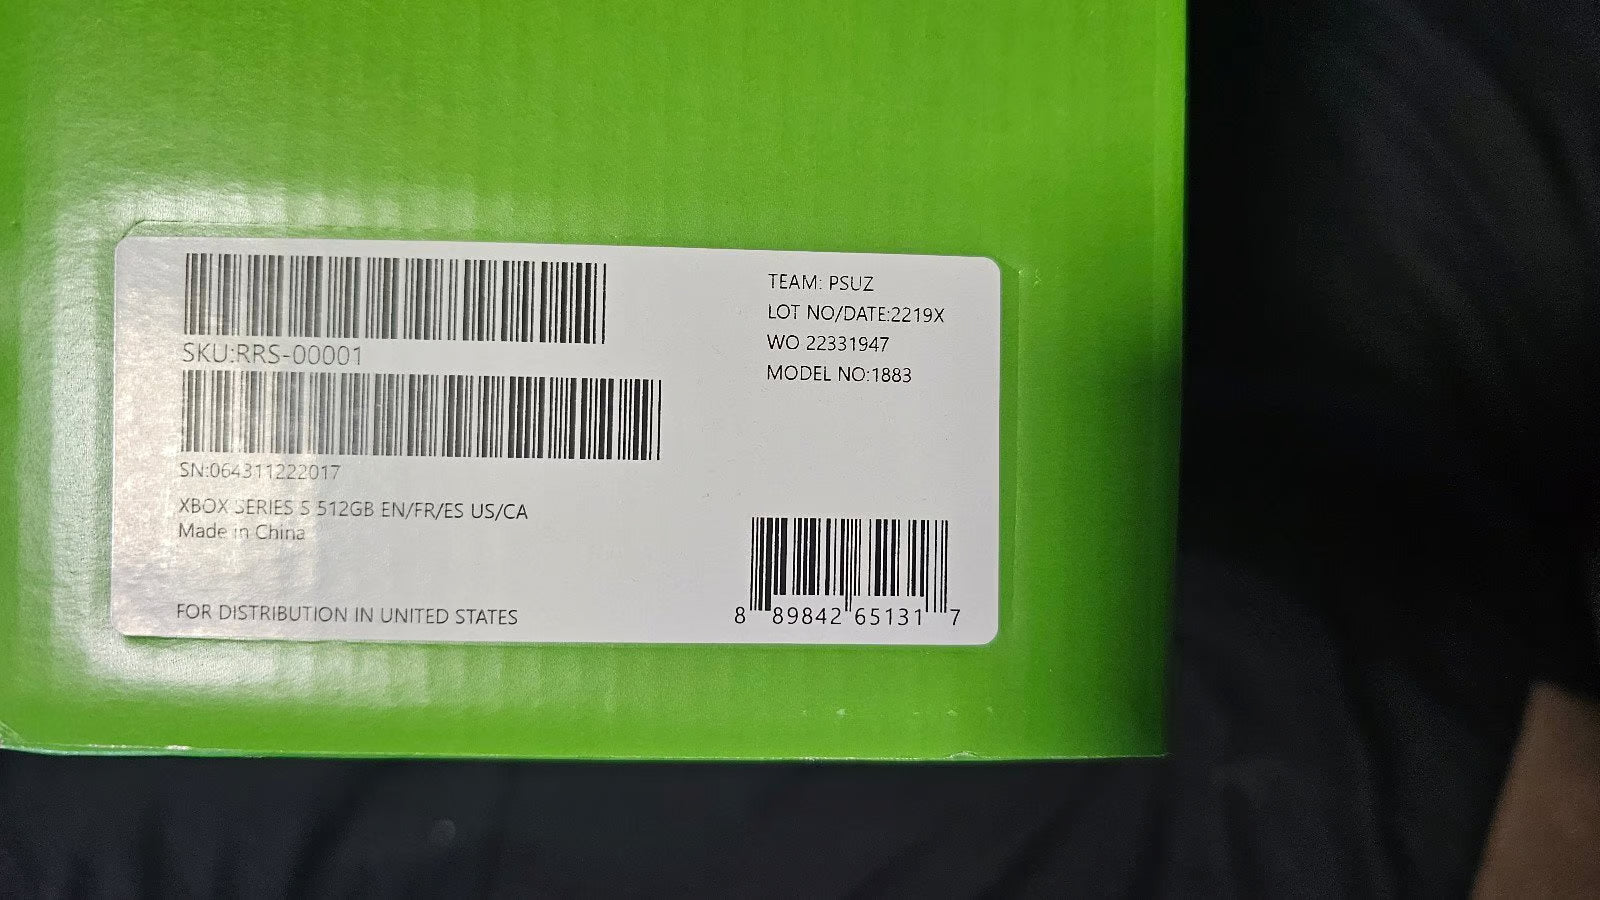 SKU:RRS-00001
SN:064311222017
XBOX SERIES S 512GB EN/FR/ES US/CA
Made in China
FOR DISTRIBUTION IN UNITED STATES
TEAM: PSUZ
LOT NO/DATE:2219X
WO 22331947
MODEL NO:1883
8 89842 65131 7